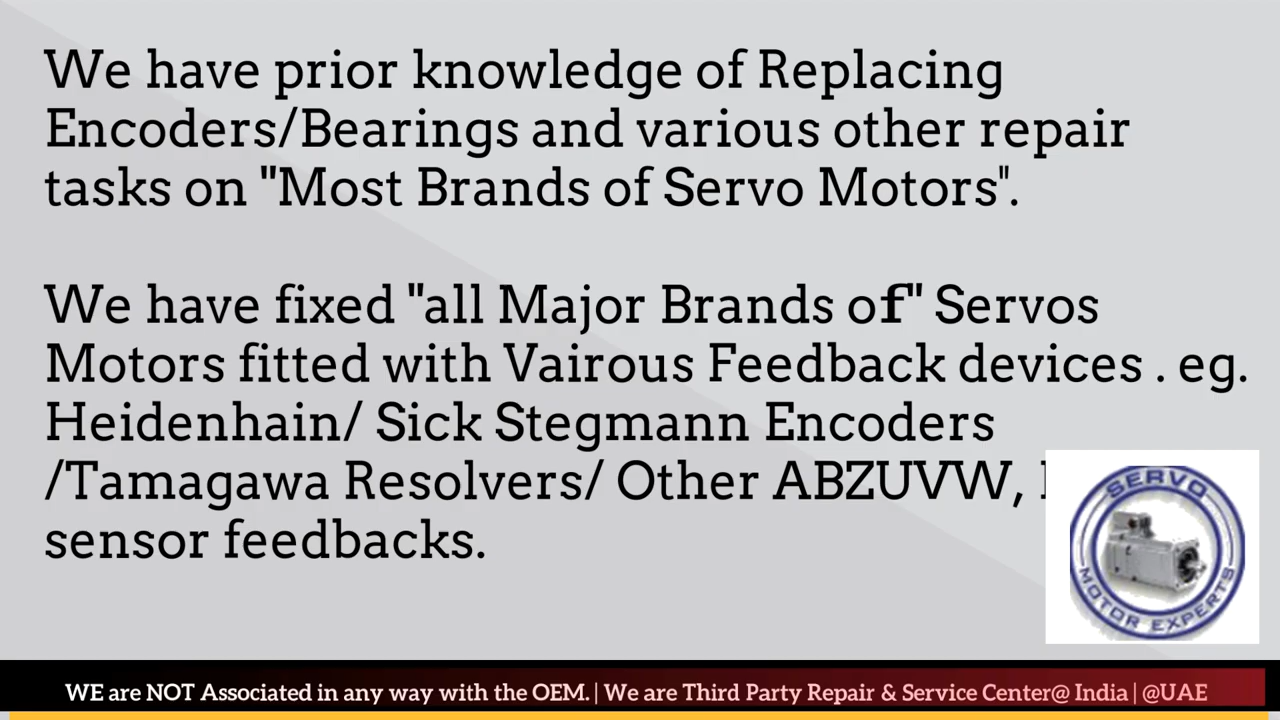 We have prior knowledge of Replacing
Encoders/Bearings and various other repair
tasks on "Most Brands of Servo Motors".
We have fixed "all Major Brands of" Servos
Motors fitted with Vairous Feedback devices . eg.
Heidenhain/ Sick Stegmann Encoders
/Tamagawa Resolvers/ Other ABZUVW,
sensor feedbacks.
SERVO
MOTOR EXPERTS
WE are NOT Associated in any way with the OEM. | We are Third Party Repair & Service Center@ India | @UAE